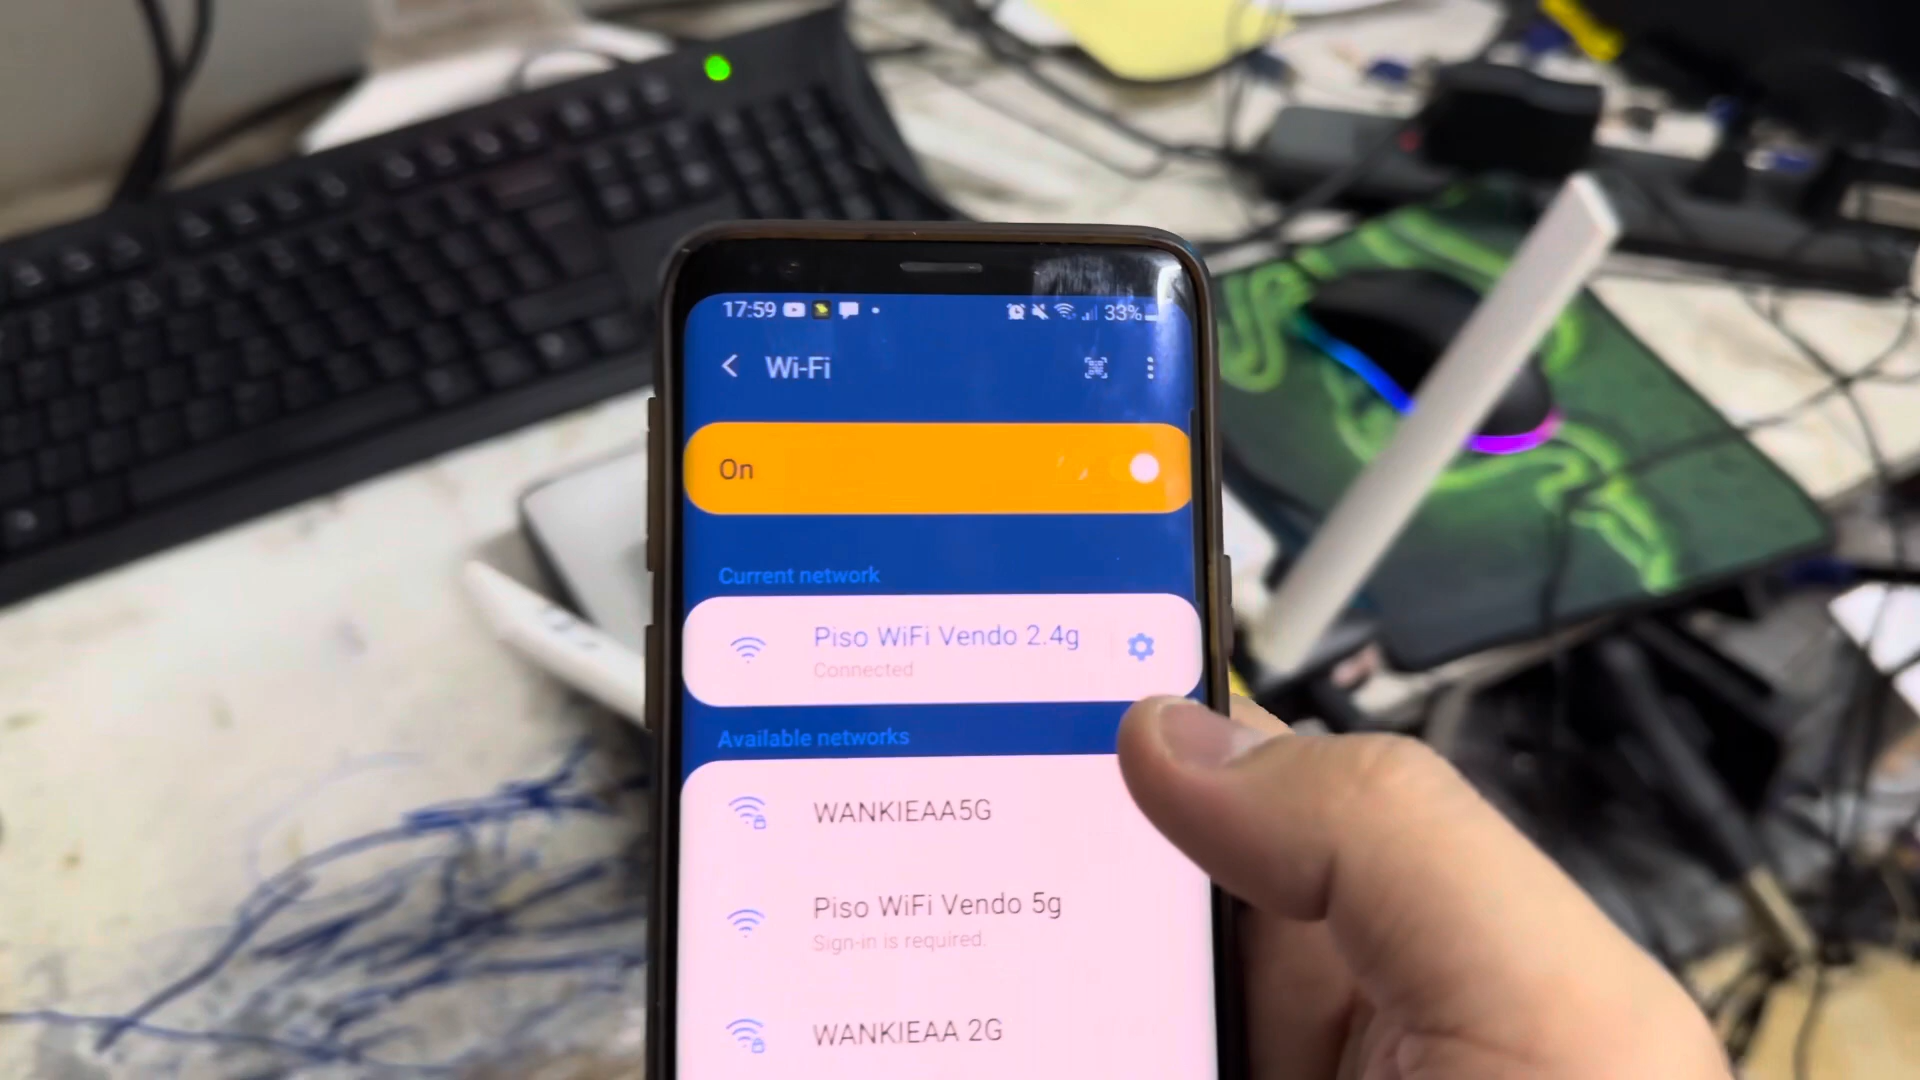 17:59 33%
Wi-Fi
On
Current network
Piso WiFi Vendo 2.4g
Connected
Available networks
WANKIEAA5G
Piso WiFi Vendo 5g
Sign-in is required.
WANKIEAA 2G